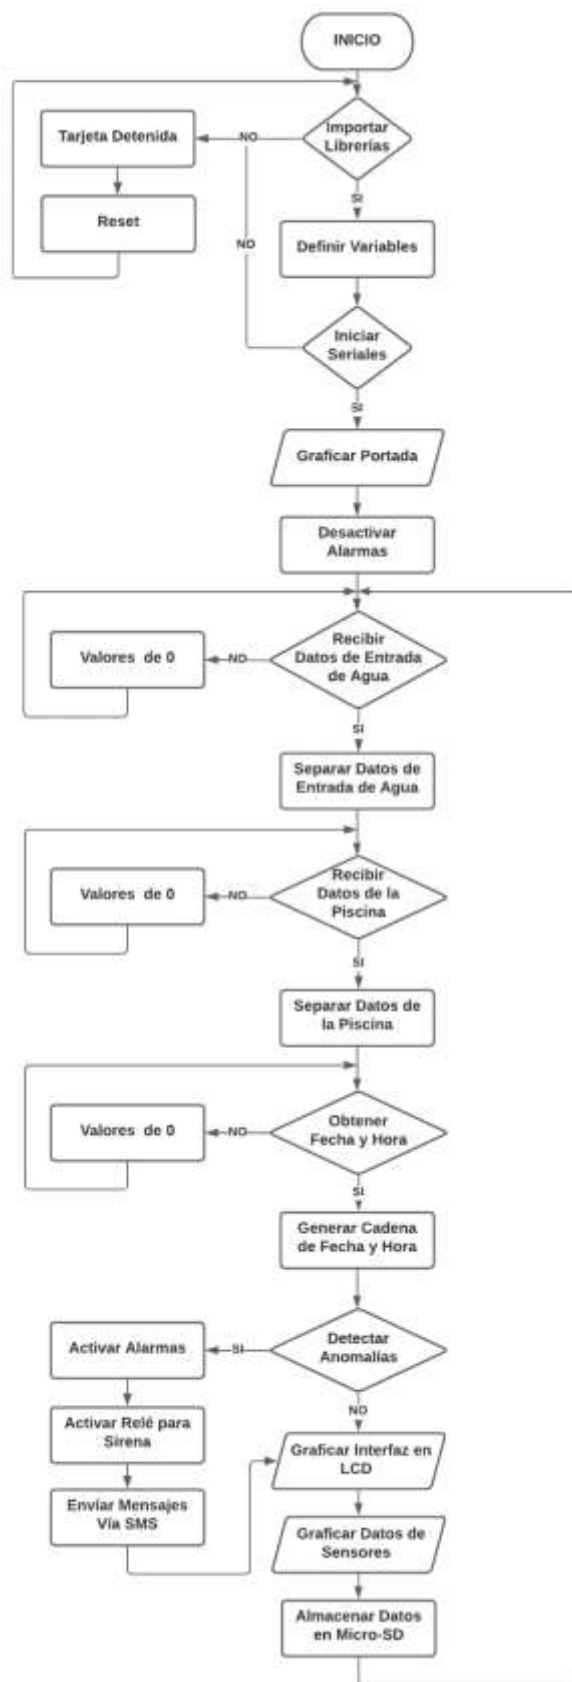 INICIO
Importar
Librerías
NO
Tarjeta Detenida
Reset
SI
Definir Variables
NO
Iniciar
Seriales
SI
Graficar Portada
Desactivar
Alarmas
Recibir
Datos de Entrada
de Agua
NO
Valores de 0
SI
Separar Datos de
Entrada de Agua
Recibir
Datos de la
Piscina
NO
Valores de 0
SI
Separar Datos de
la Piscina
Obtener
Fecha y Hora
NO
Valores de 0
SI
Generar Cadena
de Fecha y Hora
Detectar
Anomalías
SI
Activar Alarmas
Activar Relé para
Sirena
Envíar Mensajes
Vía SMS
NO
Graficar Interfaz en
LCD
Graficar Datos de
Sensores
Almacenar Datos
en Micro-SD